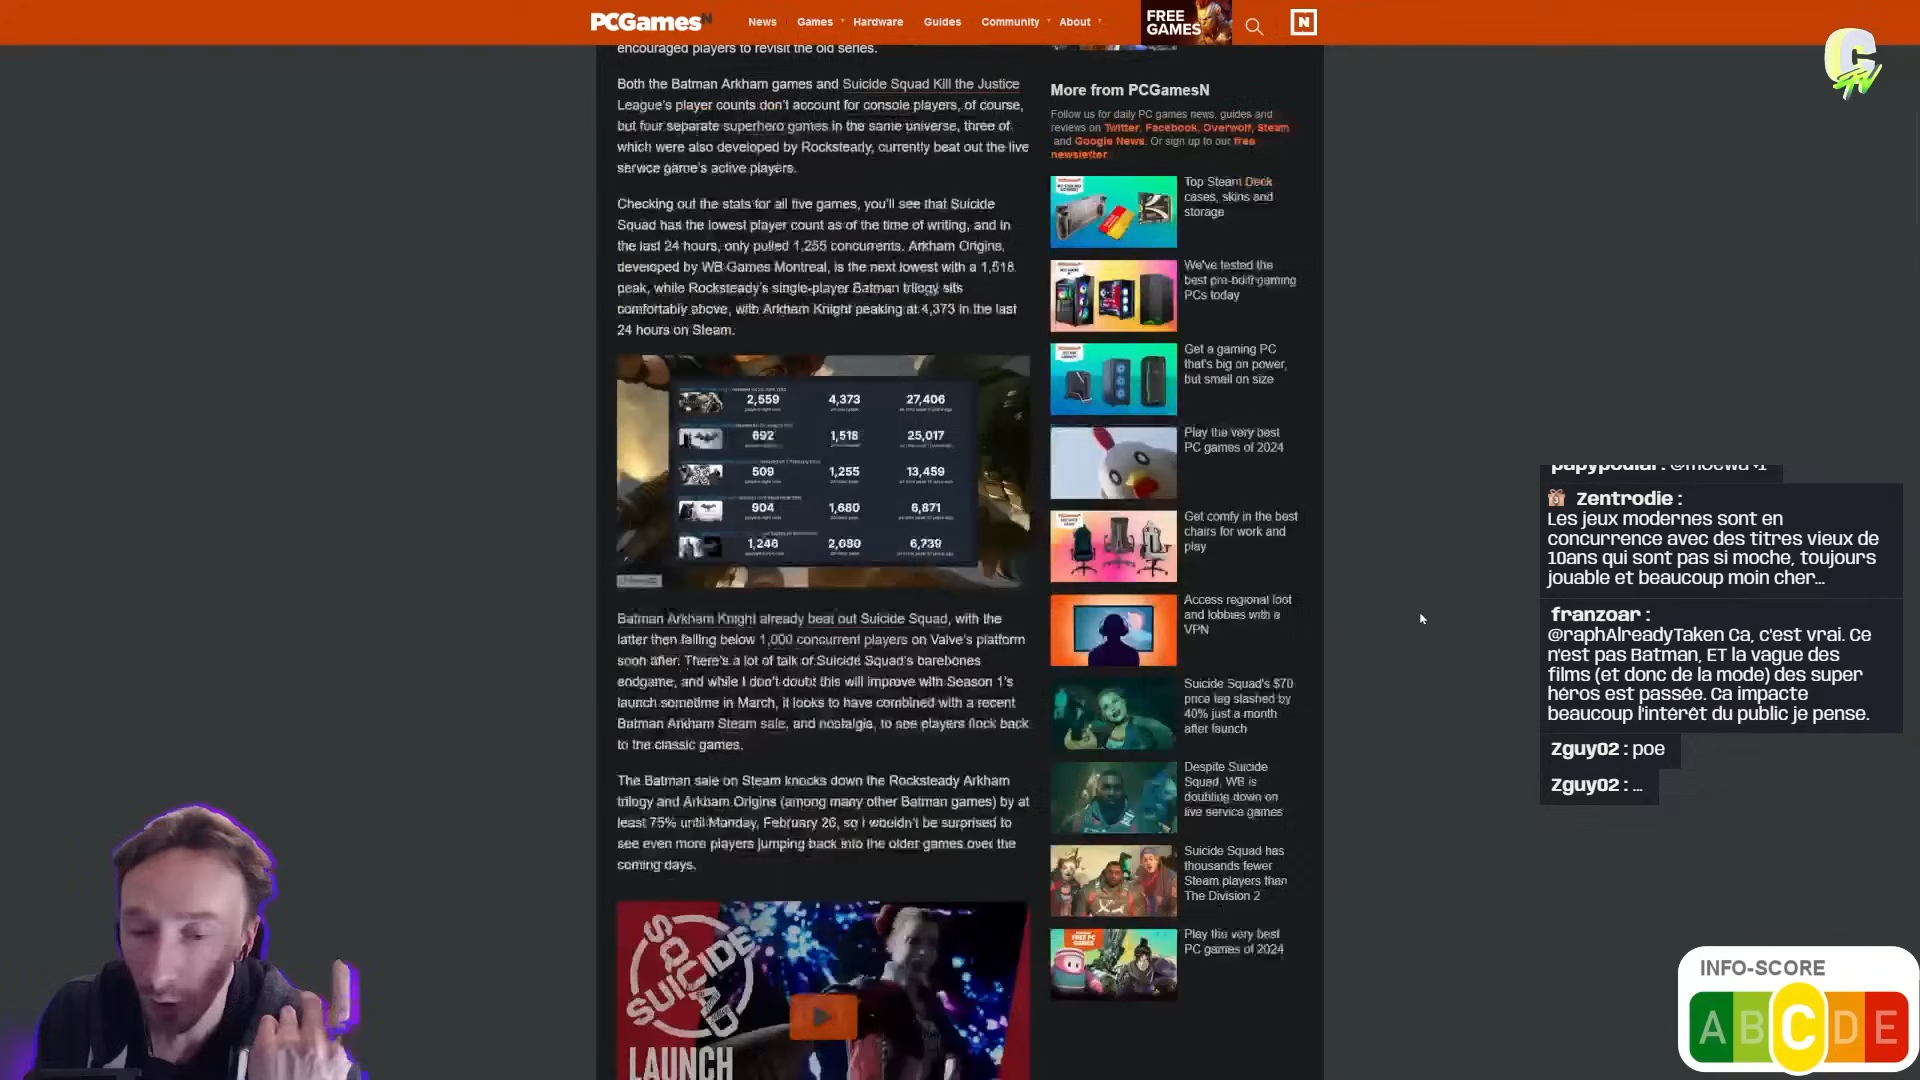 PCGamesN
News
Games
Hardware
Guides
Community
About
FREE
GAMES
N
encouraged players to revisit the old series.
Both the Batman Arkham games and Suicide Squad Kill the Justice
League's player counts don't account for console players, of course,
but four separate superhero games in the same universe, three of
which were also developed by Rocksteady, currently beat out the live
service game's active players.
Checking out the stats for all five games, you'll see that Suicide
Squad has the lowest player count as of the time of writing, and in
the last 24 hours, only pulled 1,255 concurrents. Arkham Origins,
developed by WB Games Montreal, is the next lowest with a 1,518
peak, while Rocksteady's single-player Batman trilogy sits
comfortably above, with Arkham Knight peaking at 4,373 in the last
24 hours on Steam.
2,559 4,373 27,406
692 1,518 25,017
509 1,255 13,459
904 1,680 6,871
1,246 2,680 6,739
Batman Arkham Knight already beat out Suicide Squad, with the
latter then falling below 1,000 concurrent players on Valve's platform
soon after. There's a lot of talk of Suicide Squad's barebones
endgame, and while I don't doubt this will improve with Season 1's
launch sometime in March, it looks to have combined with a recent
Batman Arkham Steam sale, and nostalgia, to see players flock back
to the classic games.
The Batman sale on Steam knocks down the Rocksteady Arkham
trilogy and Arkham Origins (among many other Batman games) by at
least 75% until Monday, February 26, so I wouldn't be surprised to
see even more players jumping back into the older games over the
coming days.
SUICIDE
SQUAD
LAUNCH
More from PCGamesN
Follow us for daily PC games news, guides and
reviews on Twitter, Facebook, Overwolf, Steam
and Google News. Or sign up to our free
newsletter.
Top Steam Deck
cases, skins and
storage
We've tested the
best pre-built gaming
PCs today
Get a gaming PC
that's big on power,
but small on size
Play the very best
PC games of 2024
Get comfy in the best
chairs for work and
play
Access regional loot
and lobbies with a
VPN
Suicide Squad's $70
price tag slashed by
40% just a month
after launch
Despite Suicide
Squad, WB is
doubling down on
live service games
Suicide Squad has
thousands fewer
Steam players than
The Division 2
Play the very best
PC games of 2024
Zentrodie :
Les jeux modernes sont en
concurrence avec des titres vieux de
10ans qui sont pas si moche, toujours
jouable et beaucoup moin cher...
franzoar :
@raphAlreadyTaken Ca, c'est vrai. Ce
n'est pas Batman, ET la vague des
films (et donc de la mode) des super
héros est passée. Ca impacte
beaucoup l'intérêt du public je pense.
Zguy02 : poe
Zguy02 : ...
INFO-SCORE
A B C D E